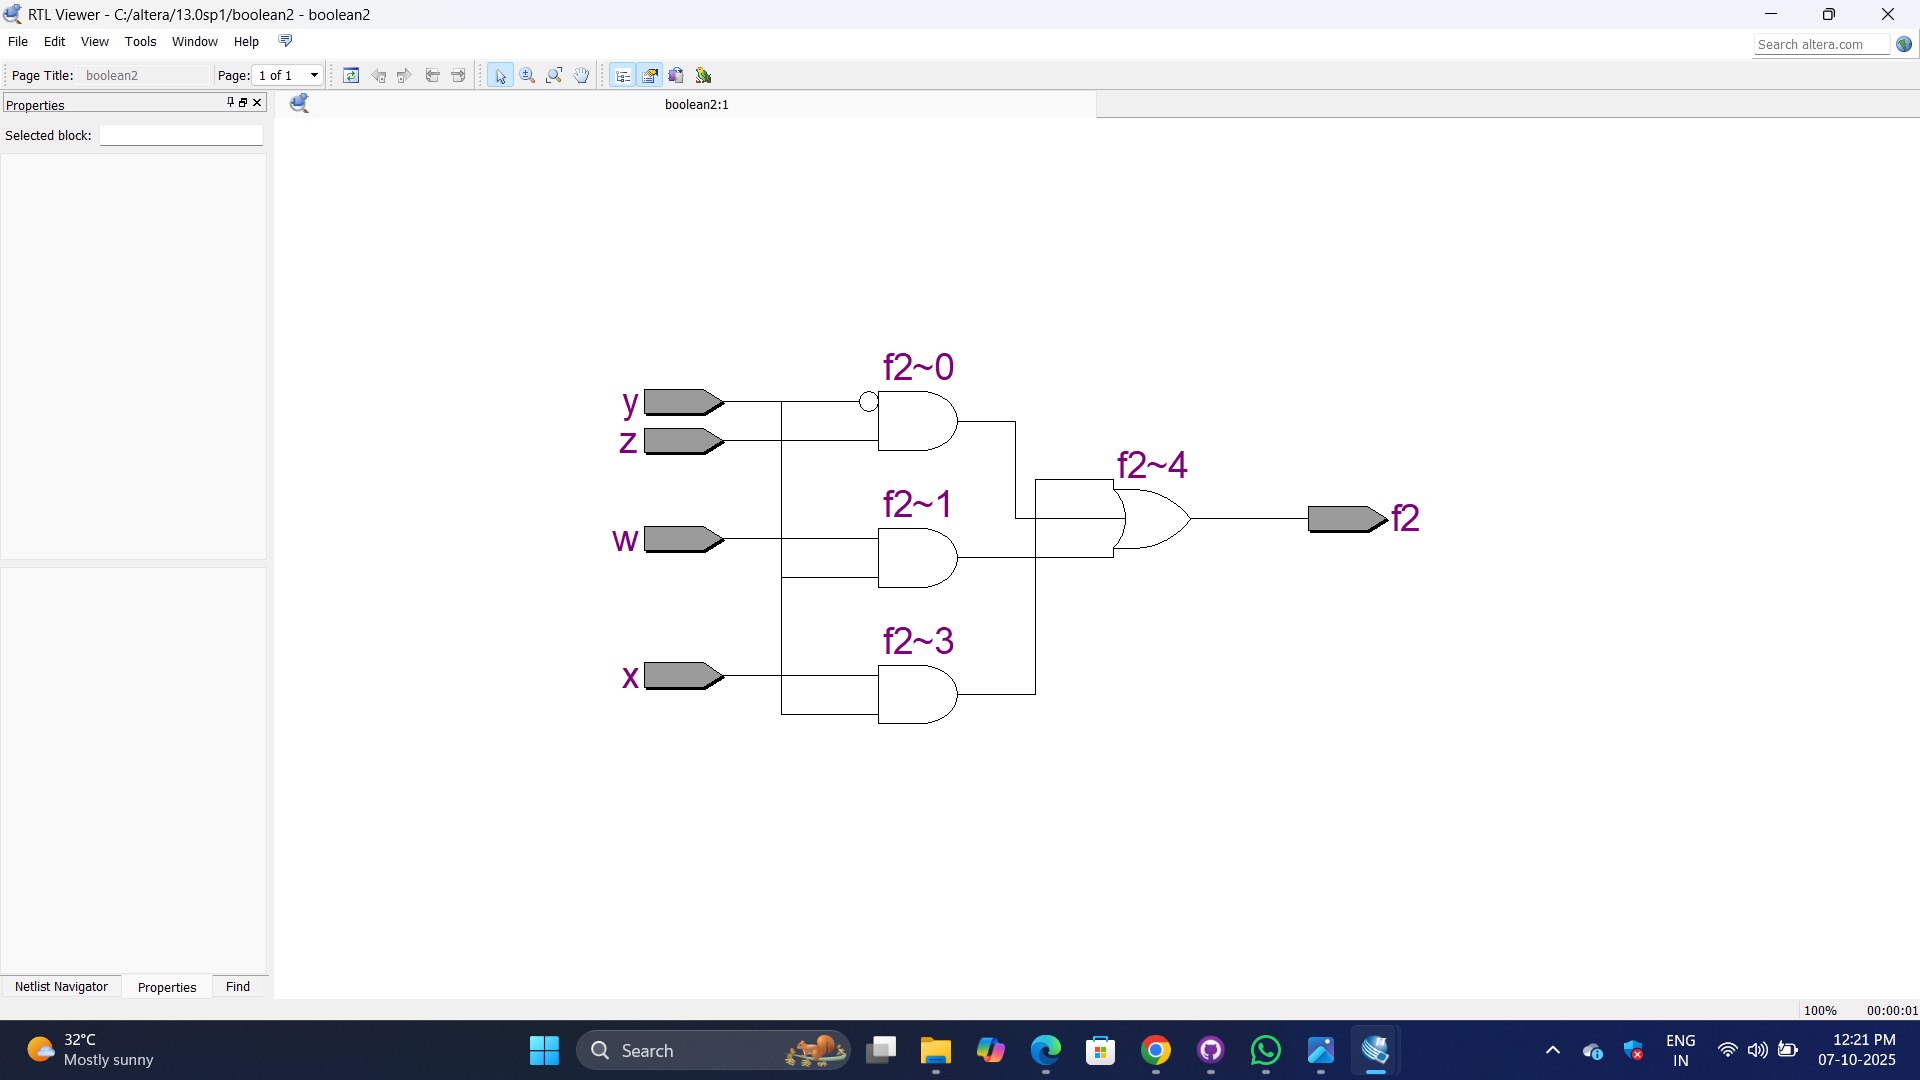 RTL Viewer - C:/altera/13.0sp1/boolean2 - boolean2
File Edit View Tools Window Help
Search altera.com
Page Title: boolean2 Page: 1 of 1
Properties
boolean2:1
Selected block:
f2~0
y
z
f2~4
f2~1
w
f2
f2~3
x
Netlist Navigator Properties Find
100% 00:00:01
32°C
Mostly sunny
Search
ENG
IN
12:21 PM
07-10-2025